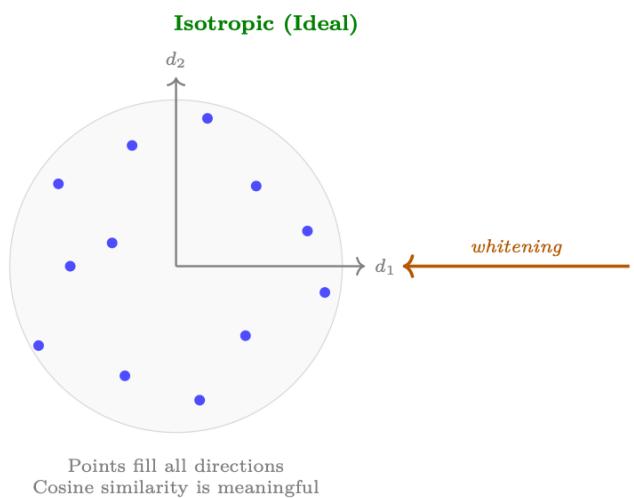 Isotropic (Ideal)
d₂
whitening
d₁
Points fill all directions
Cosine similarity is meaningful